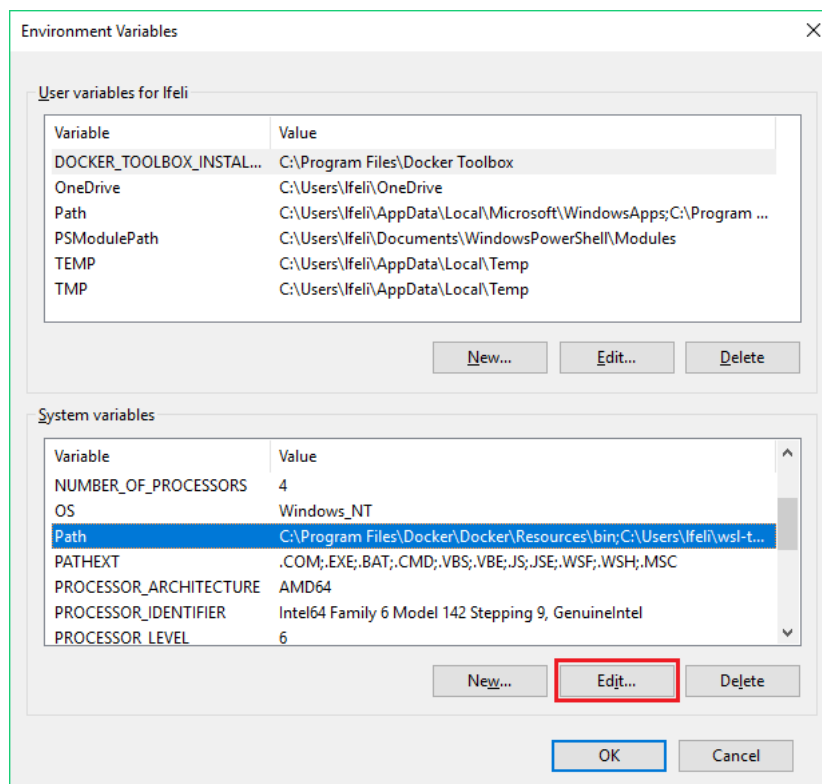 Environment Variables
User variables for lfeli
Variable Value
DOCKER_TOOLBOX_INSTAL... C:\Program Files\Docker Toolbox
OneDrive C:\Users\lfeli\OneDrive
Path C:\Users\lfeli\AppData\Local\Microsoft\WindowsApps;C:\Program ...
PSModulePath C:\Users\lfeli\Documents\WindowsPowerShell\Modules
TEMP C:\Users\lfeli\AppData\Local\Temp
TMP C:\Users\lfeli\AppData\Local\Temp
New... Edit... Delete
System variables
Variable Value
NUMBER_OF_PROCESSORS 4
OS Windows_NT
Path C:\Program Files\Docker\Docker\Resources\bin;C:\Users\lfeli\wsl-t...
PATHEXT .COM;.EXE;.BAT;.CMD;.VBS;.VBE;.JS;.JSE;.WSF;.WSH;.MSC
PROCESSOR_ARCHITECTURE AMD64
PROCESSOR_IDENTIFIER Intel64 Family 6 Model 142 Stepping 9, GenuineIntel
PROCESSOR_LEVEL 6
New... Edit... Delete
OK Cancel